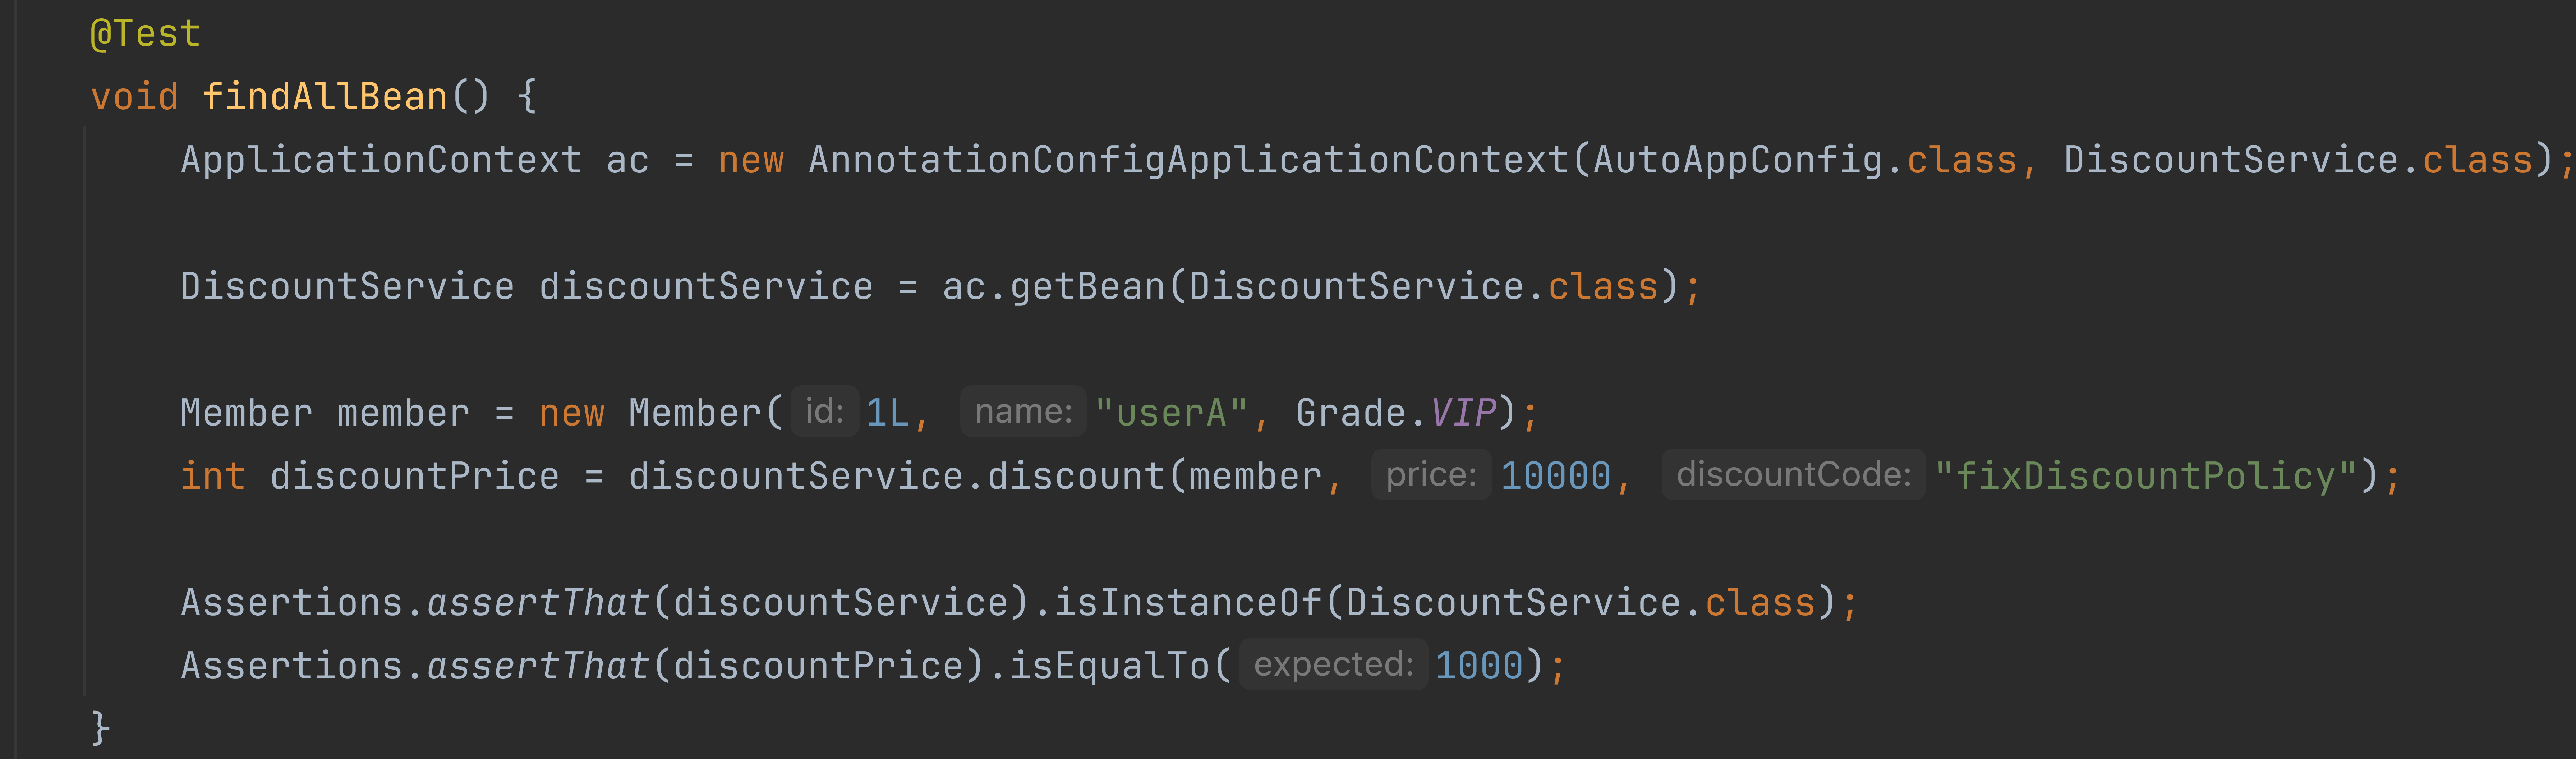 @Test
void findAllBean() {
ApplicationContext ac = new AnnotationConfigApplicationContext(AutoAppConfig.class, DiscountService.class);
DiscountService discountService = ac.getBean(DiscountService.class);
Member member = new Member( id: 1L, name: "userA", Grade.VIP);
int discountPrice = discountService.discount(member, price: 10000, discountCode: "fixDiscountPolicy");
Assertions.assertThat(discountService).isInstanceOf(DiscountService.class);
Assertions.assertThat(discountPrice).isEqualTo( expected: 1000);
}